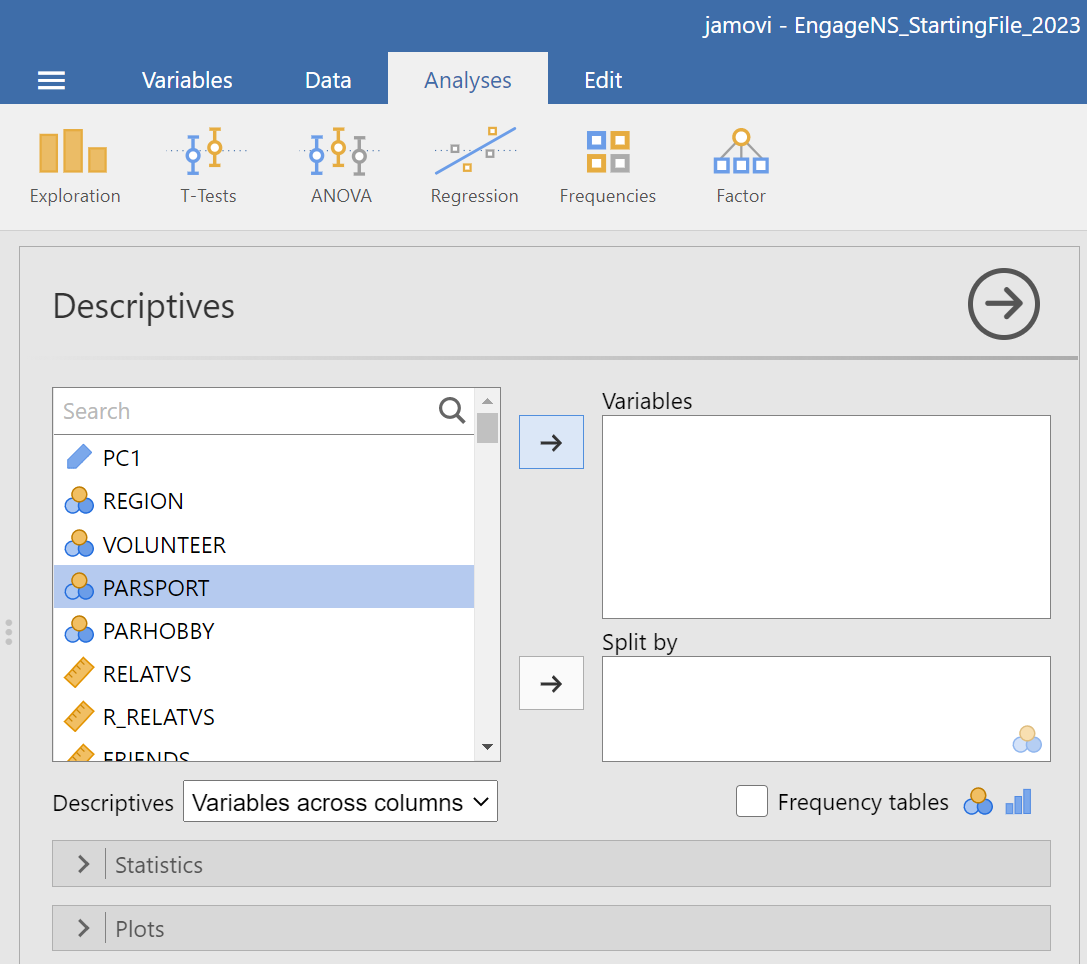 jamovi - EngageNS_StartingFile_2023
Variables Data Analyses Edit
Exploration T-Tests ANOVA Regression Frequencies Factor
Descriptives
Search
PC1
REGION
VOLUNTEER
PARSPORT
PARHOBBY
RELATVS
R_RELATVS
FRIENDS
Variables
Split by
Descriptives Variables across columns
Frequency tables
Statistics
Plots